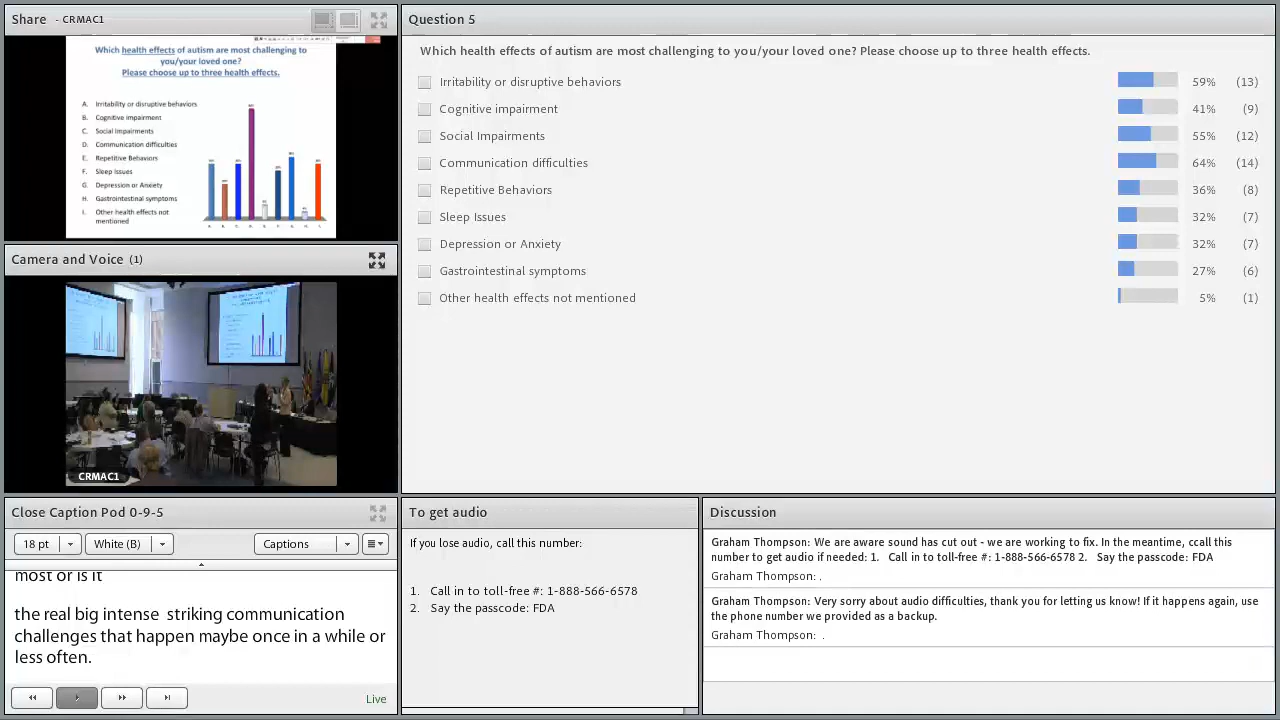 Share - CRMAC1
Which health effects of autism are most challenging to
you/your loved one?
Please choose up to three health effects.
A. Irritability or disruptive behaviors
B. Cognitive impairment
C. Social Impairments
D. Communication difficulties
E. Repetitive Behaviors
F. Sleep Issues
G. Depression or Anxiety
H. Gastrointestinal symptoms
I. Other health effects not
mentioned
Camera and Voice (1)
CRMAC1
Close Caption Pod 0-9-5
18 pt White (B) Captions
most or is it
the real big intense striking communication
challenges that happen maybe once in a while or
less often.
Live
Question 5
Which health effects of autism are most challenging to you/your loved one? Please choose up to three health effects.
Irritability or disruptive behaviors 59% (13)
Cognitive impairment 41% (9)
Social Impairments 55% (12)
Communication difficulties 64% (14)
Repetitive Behaviors 36% (8)
Sleep Issues 32% (7)
Depression or Anxiety 32% (7)
Gastrointestinal symptoms 27% (6)
Other health effects not mentioned 5% (1)
To get audio
If you lose audio, call this number:
1. Call in to toll-free #: 1-888-566-6578
2. Say the passcode: FDA
Discussion
Graham Thompson: We are aware sound has cut out - we are working to fix. In the meantime, ccall this
number to get audio if needed: 1. Call in to toll-free #: 1-888-566-6578 2. Say the passcode: FDA
Graham Thompson: .
Graham Thompson: Very sorry about audio difficulties, thank you for letting us know! If it happens again, use
the phone number we provided as a backup.
Graham Thompson: .